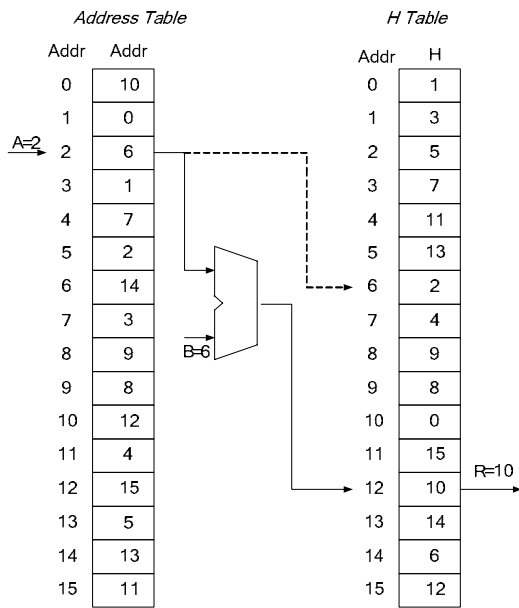 Address Table H Table
Addr Addr Addr H
0 10 0 1
1 0 1 3
A=2 2 6 2 5
3 1 3 7
4 7 4 11
5 2 5 13
6 14 6 2
7 3 7 4
B=6
8 9 8 9
9 8 9 8
10 12 10 0
11 4 11 15
R=10
12 15 12 10
13 5 13 14
14 13 14 6
15 11 15 12